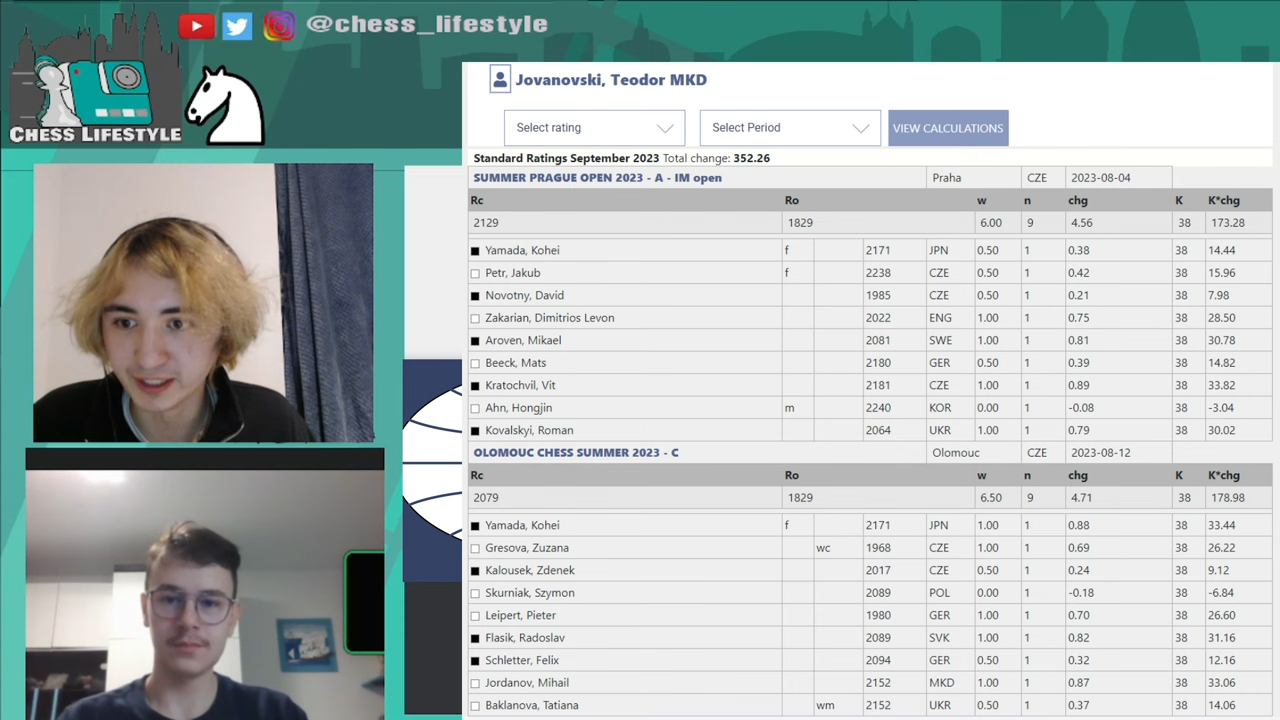 @chess_lifestyle
CHESS LIFESTYLE
Jovanovski, Teodor MKD
Select rating Select Period VIEW CALCULATIONS
Standard Ratings September 2023 Total change: 352.26
SUMMER PRAGUE OPEN 2023 - A - IM open Praha CZE 2023-08-04
Rc Ro w n chg K K*chg
2129 1829 6.00 9 4.56 38 173.28
Yamada, Kohei f 2171 JPN 0.50 1 0.38 38 14.44
Petr, Jakub f 2238 CZE 0.50 1 0.42 38 15.96
Novotny, David 1985 CZE 0.50 1 0.21 38 7.98
Zakarian, Dimitrios Levon 2022 ENG 1.00 1 0.75 38 28.50
Aroven, Mikael 2081 SWE 1.00 1 0.81 38 30.78
Beeck, Mats 2180 GER 0.50 1 0.39 38 14.82
Kratochvil, Vit 2181 CZE 1.00 1 0.89 38 33.82
Ahn, Hongjin m 2240 KOR 0.00 1 -0.08 38 -3.04
Kovalskyi, Roman 2064 UKR 1.00 1 0.79 38 30.02
OLOMOUC CHESS SUMMER 2023 - C Olomouc CZE 2023-08-12
Rc Ro w n chg K K*chg
2079 1829 6.50 9 4.71 38 178.98
Yamada, Kohei f 2171 JPN 1.00 1 0.88 38 33.44
Gresova, Zuzana wc 1968 CZE 1.00 1 0.69 38 26.22
Kalousek, Zdenek 2017 CZE 0.50 1 0.24 38 9.12
Skurniak, Szymon 2089 POL 0.00 1 -0.18 38 -6.84
Leipert, Pieter 1980 GER 1.00 1 0.70 38 26.60
Flasik, Radoslav 2089 SVK 1.00 1 0.82 38 31.16
Schletter, Felix 2094 GER 0.50 1 0.32 38 12.16
Jordanov, Mihail 2152 MKD 1.00 1 0.87 38 33.06
Baklanova, Tatiana wm 2152 UKR 0.50 1 0.37 38 14.06